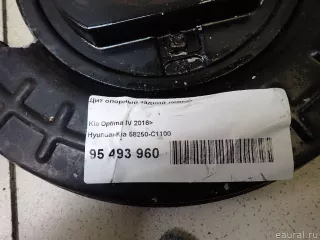 Щит опорный задний левый
Kia Optima IV 2016>
Hyundai-Kia 58250-C1100
95 493 960
eaural.ru